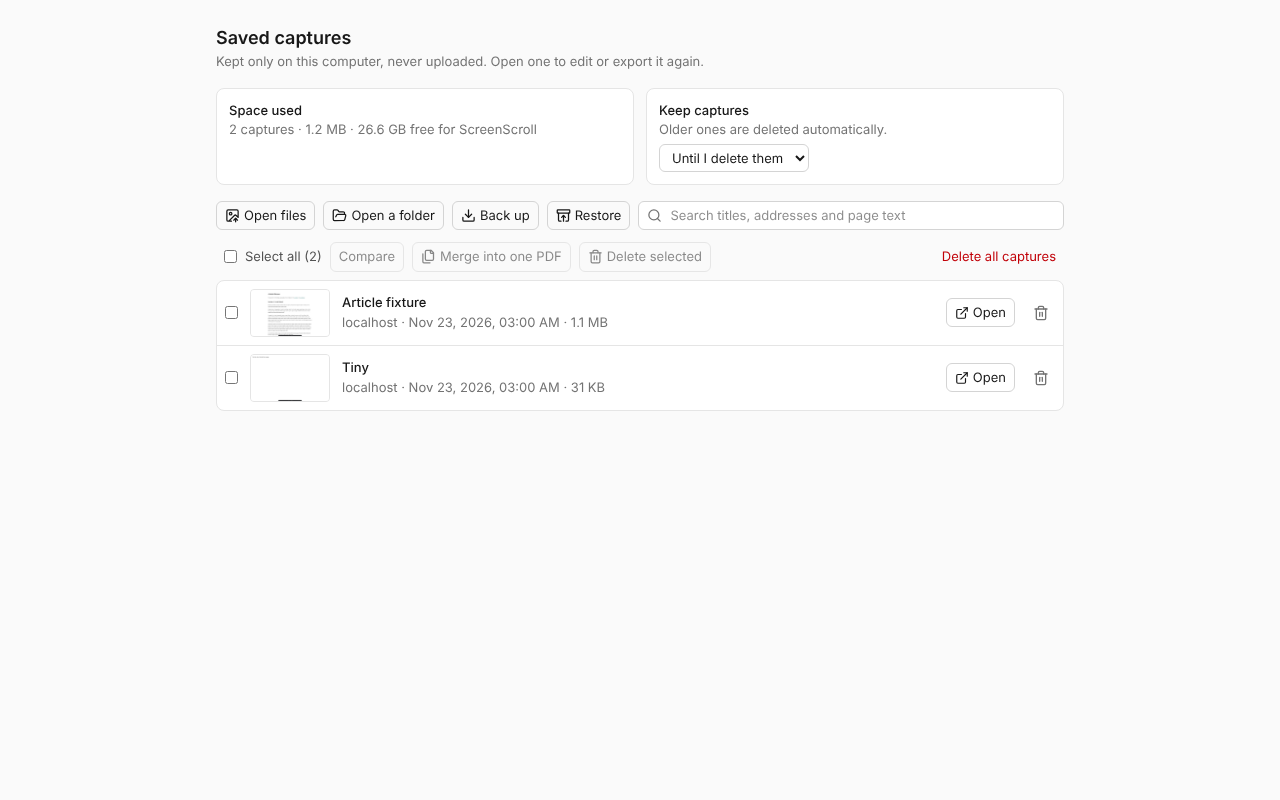 Saved captures
Kept only on this computer, never uploaded. Open one to edit or export it again.
Space used
2 captures · 1.2 MB · 26.6 GB free for ScreenScroll
Keep captures
Older ones are deleted automatically.
Until I delete them
Open files
Open a folder
Back up
Restore
Search titles, addresses and page text
Select all (2)
Compare
Merge into one PDF
Delete selected
Delete all captures
Article fixture
localhost · Nov 23, 2026, 03:00 AM · 1.1 MB
Open
Tiny
localhost · Nov 23, 2026, 03:00 AM · 31 KB
Open